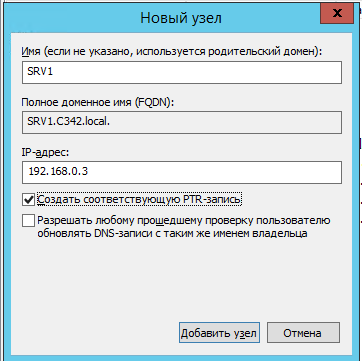 Новый узел
x
Имя (если не указано, используется родительский домен):
SRV1
Полное доменное имя (FQDN):
SRV1.C342.local.
IP-адрес:
192.168.0.3
Создать соответствующую PTR-запись
Разрешать любому прошедшему проверку пользователю
обновлять DNS-записи с таким же именем владельца
Добавить узел
Отмена